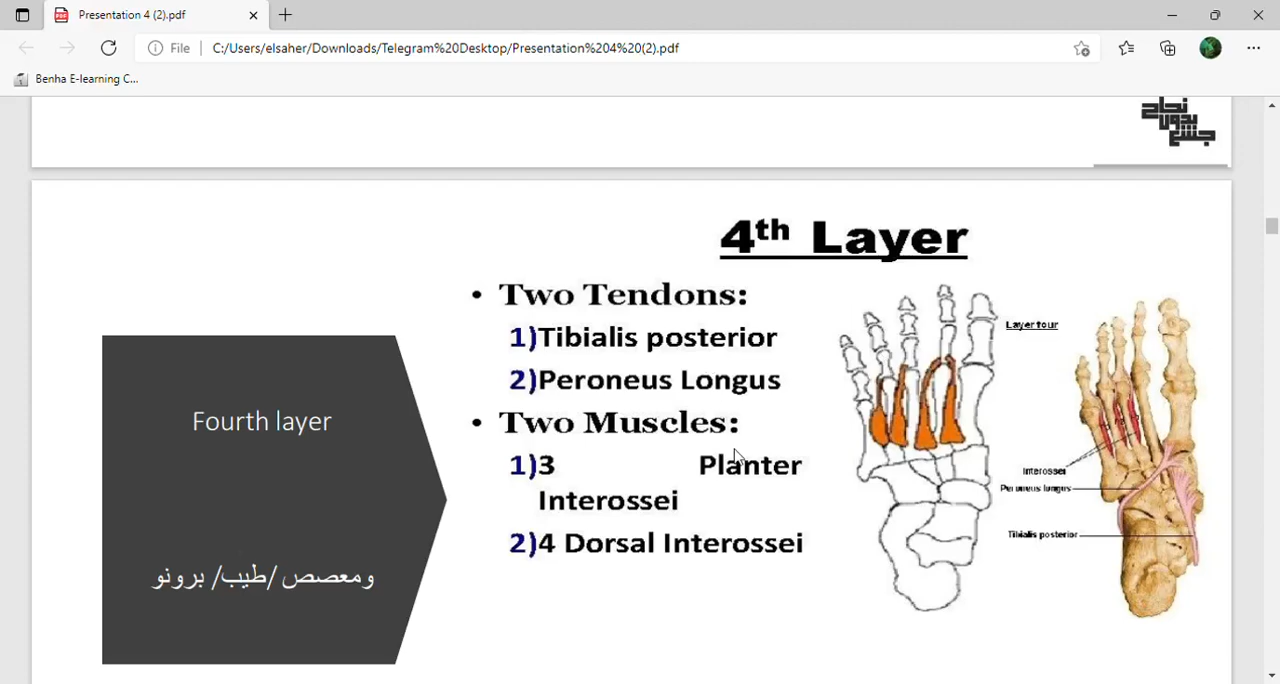 Presentation 4 (2).pdf
File
C:/Users/elsaher/Downloads/Telegram%20Desktop/Presentation%204%20(2).pdf
Benha E-learning C...
نجاح
بدون
4th Layer
Fourth layer
ومعصص /طيب/ برونو
• Two Tendons:
1)Tibialis posterior
2)Peroneus Longus
• Two Muscles:
1)3 Planter
Interossei
2)4 Dorsal Interossei
Layer four
Interossei
Peroneus longus
Tibialis posterior